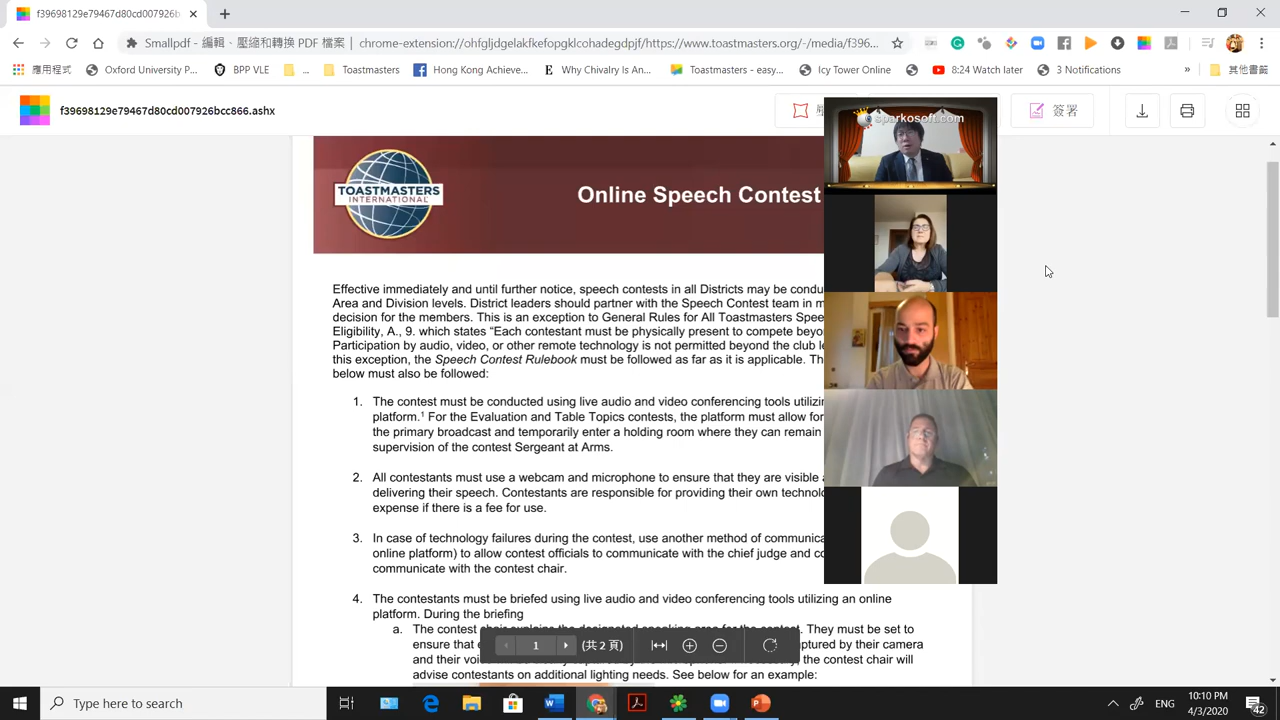 f39698129e79467d80cd007926b
Smallpdf - 編輯、壓縮和轉換 PDF 檔案 | chrome-extension://ohfgljdgelakfkefopgklcohadegdpjf/https://www.toastmasters.org/-/media/f396...
應用程式 Oxford University P... BPP VLE ... Toastmasters Hong Kong Achieve... Why Chivalry Is An... Toastmasters - easy... Icy Tower Online 8:24 Watch later 3 Notifications » 其他書籤
f39698129e79467d80cd007926bcc866.ashx 簽署
sparkosoft.com
TOASTMASTERS
INTERNATIONAL
Online Speech Contest
Effective immediately and until further notice, speech contests in all Districts may be condu
Area and Division levels. District leaders should partner with the Speech Contest team in m
decision for the members. This is an exception to General Rules for All Toastmasters Spee
Eligibility, A., 9. which states “Each contestant must be physically present to compete beyo
Participation by audio, video, or other remote technology is not permitted beyond the club le
this exception, the Speech Contest Rulebook must be followed as far as it is applicable. Th
below must also be followed:
1. The contest must be conducted using live audio and video conferencing tools utilizin
platform.¹ For the Evaluation and Table Topics contests, the platform must allow for
the primary broadcast and temporarily enter a holding room where they can remain
supervision of the contest Sergeant at Arms.
2. All contestants must use a webcam and microphone to ensure that they are visible a
delivering their speech. Contestants are responsible for providing their own technolo
expense if there is a fee for use.
3. In case of technology failures during the contest, use another method of communica
online platform) to allow contest officials to communicate with the chief judge and co
communicate with the contest chair.
4. The contestants must be briefed using live audio and video conferencing tools utilizing an online
platform. During the briefing
a. The contest chair explains the designated speaking area for the contest. They must be set to
ensure that e ptured by their camera
and their voi the contest chair will
advise contestants on additional lighting needs. See below for an example:
1 (共 2 頁)
Type here to search
ENG
10:10 PM
4/3/2020
42